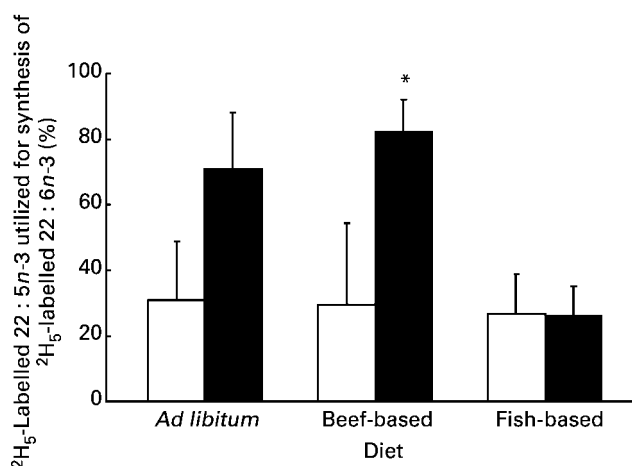 ²H₅-Labelled 22 : 5n-3 utilized for synthesis of
²H₅-labelled 22 : 6n-3 (%)
100
80
60
40
20
0
*
Ad libitum
Beef-based
Fish-based
Diet